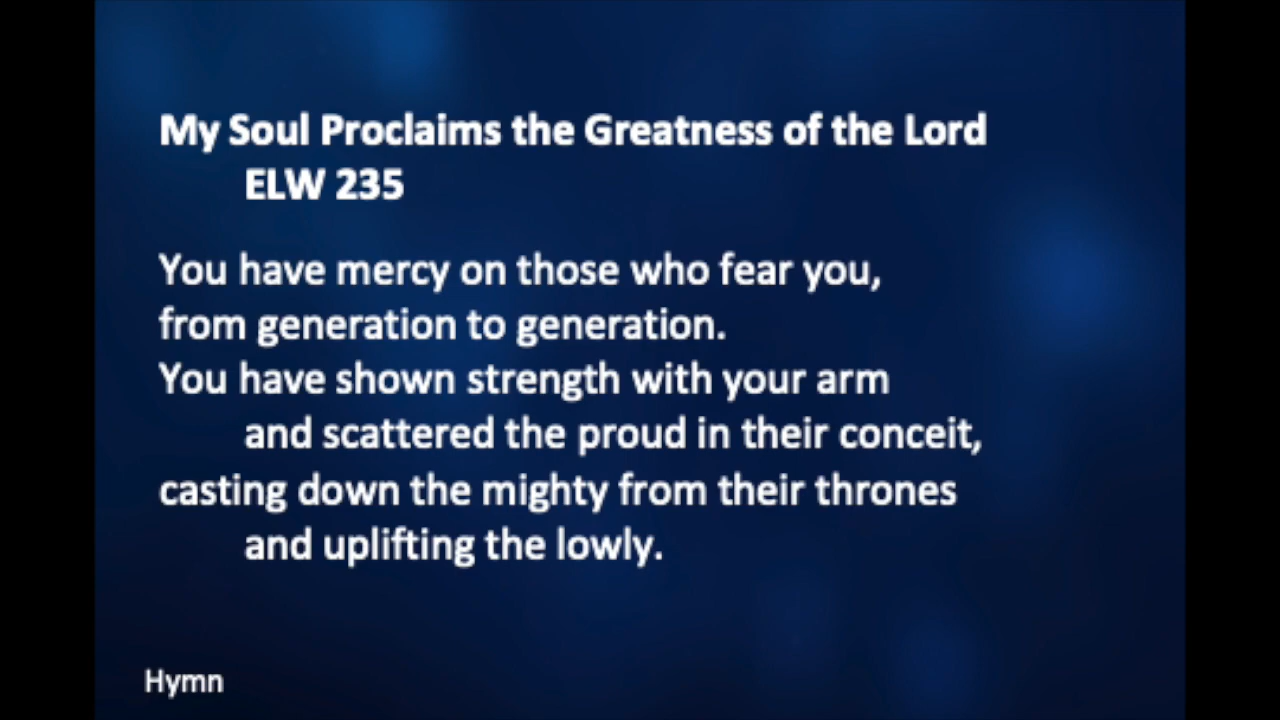 My Soul Proclaims the Greatness of the Lord
ELW 235
You have mercy on those who fear you,
from generation to generation.
You have shown strength with your arm
and scattered the proud in their conceit,
casting down the mighty from their thrones
and uplifting the lowly.
Hymn